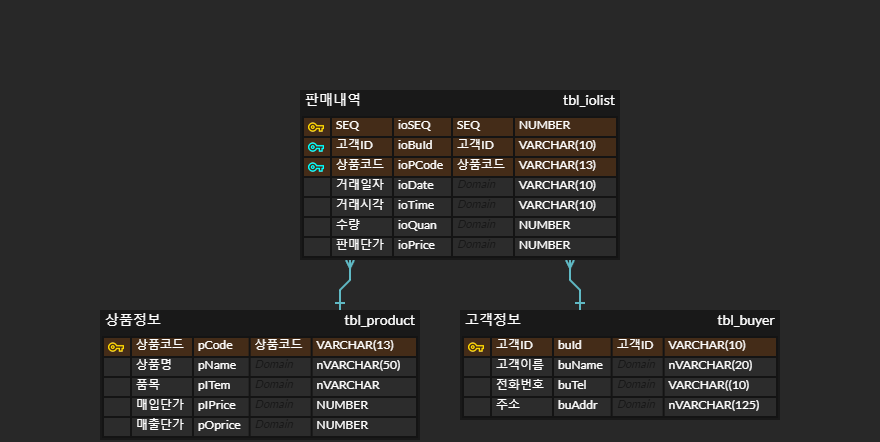 판매내역 tbl_iolist
SEQ ioSEQ SEQ NUMBER
고객ID ioBuId 고객ID VARCHAR(10)
상품코드 ioPCode 상품코드 VARCHAR(13)
거래일자 ioDate Domain VARCHAR(10)
거래시각 ioTime Domain VARCHAR(10)
수량 ioQuan Domain NUMBER
판매단가 ioPrice Domain NUMBER
상품정보 tbl_product
상품코드 pCode 상품코드 VARCHAR(13)
상품명 pName Domain nVARCHAR(50)
품목 pITem Domain nVARCHAR
매입단가 pIPrice Domain NUMBER
매출단가 pOprice Domain NUMBER
고객정보 tbl_buyer
고객ID buId 고객ID VARCHAR(10)
고객이름 buName Domain nVARCHAR(20)
전화번호 buTel Domain VARCHAR((10)
주소 buAddr Domain nVARCHAR(125)